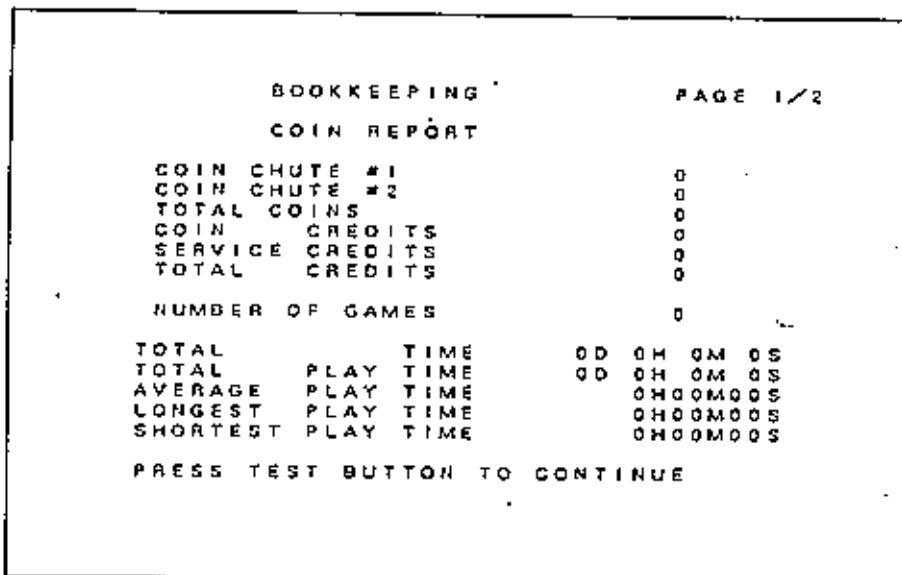 BOOKKEEPING PAGE 1/2
COIN REPORT
COIN CHUTE #1 0
COIN CHUTE #2 0
TOTAL COINS 0
COIN CREDITS 0
SERVICE CREDITS 0
TOTAL CREDITS 0
NUMBER OF GAMES 0
TOTAL TIME 0D 0H 0M 0S
TOTAL PLAY TIME 0D 0H 0M 0S
AVERAGE PLAY TIME 0H00M00S
LONGEST PLAY TIME 0H00M00S
SHORTEST PLAY TIME 0H00M00S
PRESS TEST BUTTON TO CONTINUE